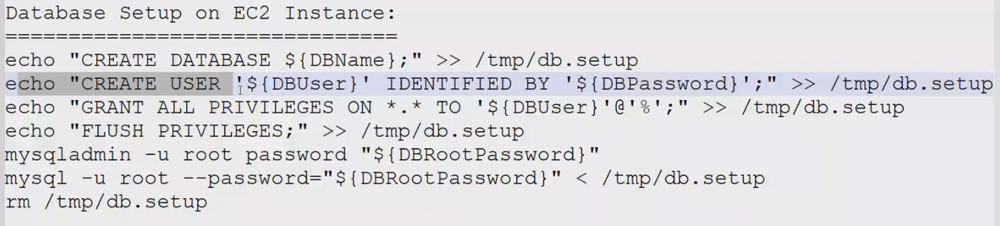 Database Setup on EC2 Instance:
===============================
echo "CREATE DATABASE ${DBName};" >> /tmp/db.setup
echo "CREATE USER '${DBUser}' IDENTIFIED BY '${DBPassword}';" >> /tmp/db.setup
echo "GRANT ALL PRIVILEGES ON *.* TO '${DBUser}'@'%';" >> /tmp/db.setup
echo "FLUSH PRIVILEGES;" >> /tmp/db.setup
mysqladmin -u root password "${DBRootPassword}"
mysql -u root --password="${DBRootPassword}" < /tmp/db.setup
rm /tmp/db.setup